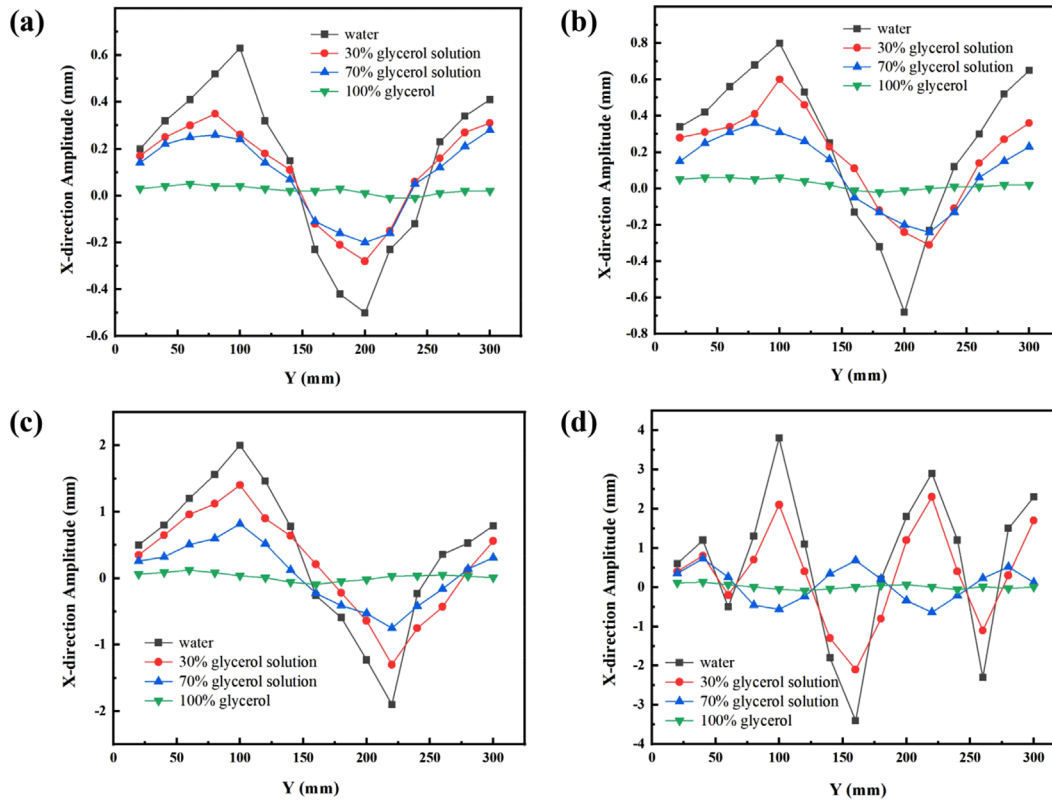 (a)
water
30% glycerol solution
70% glycerol solution
100% glycerol
X-direction Amplitude (mm)
0.6
0.4
0.2
0.0
-0.2
-0.4
-0.6
0
50
100
150
200
250
300
Y (mm)
(b)
water
30% glycerol solution
70% glycerol solution
100% glycerol
X-direction Amplitude (mm)
0.8
0.6
0.4
0.2
0.0
-0.2
-0.4
-0.6
-0.8
0
50
100
150
200
250
300
Y (mm)
(c)
X-direction Amplitude (mm)
2
1
0
-1
-2
water
30% glycerol solution
70% glycerol solution
100% glycerol
0
50
100
150
200
250
300
Y (mm)
(d)
X-direction Amplitude (mm)
4
3
2
1
0
-1
-2
-3
-4
water
30% glycerol solution
70% glycerol solution
100% glycerol
0
50
100
150
200
250
300
Y (mm)